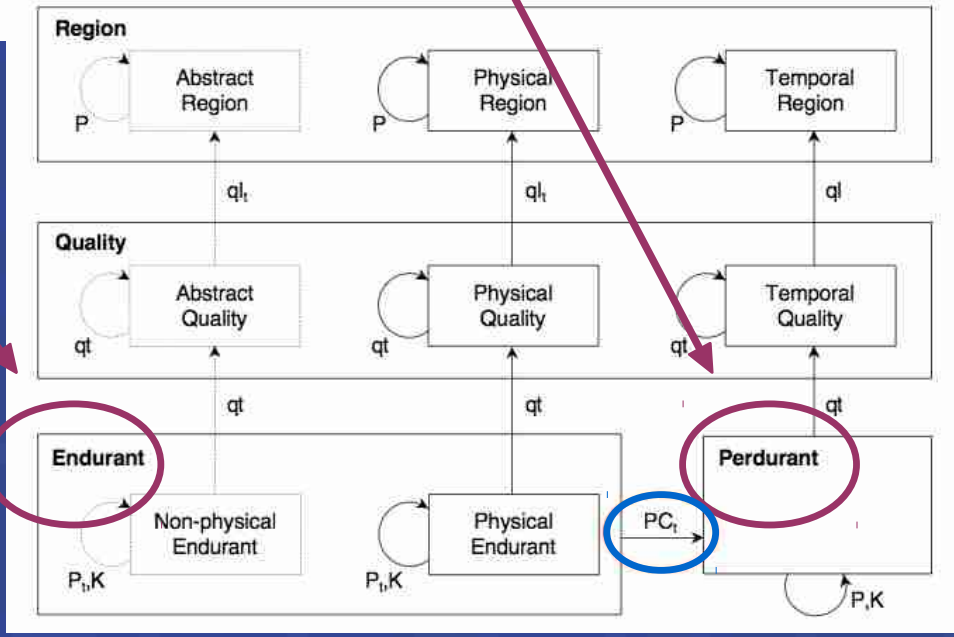 Region
Abstract
Region
Physical
Region
Temporal
Region
P
P
P
ql_t
ql_t
ql
Quality
Abstract
Quality
Physical
Quality
Temporal
Quality
qt
qt
qt
qt
qt
qt
Endurant
Perdurant
Non-physical
Endurant
Physical
Endurant
PC_t
P_t,K
P_t,K
P,K